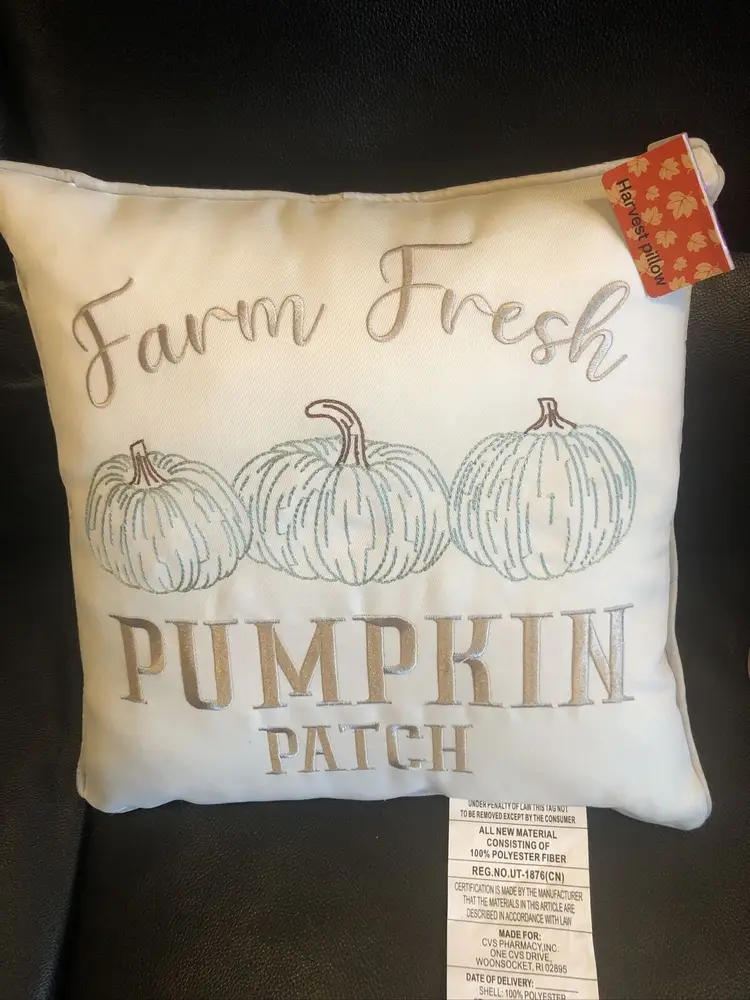 Harvest pillow
Farm Fresh
PUMPKIN
PATCH
UNDER PENALTY OF LAW THIS TAG NOT
TO BE REMOVED EXCEPT BY THE CONSUMER
ALL NEW MATERIAL
CONSISTING OF
100% POLYESTER FIBER
REG.NO.UT-1876(CN)
CERTIFICATION IS MADE BY THE MANUFACTURER
THAT THE MATERIALS IN THIS ARTICLE ARE
DESCRIBED IN ACCORDANCE WITH LAW
MADE FOR:
CVS PHARMACY,INC.
ONE CVS DRIVE,
WOONSOCKET, RI 02895
DATE OF DELIVERY:
SHELL: 100% POLYESTER